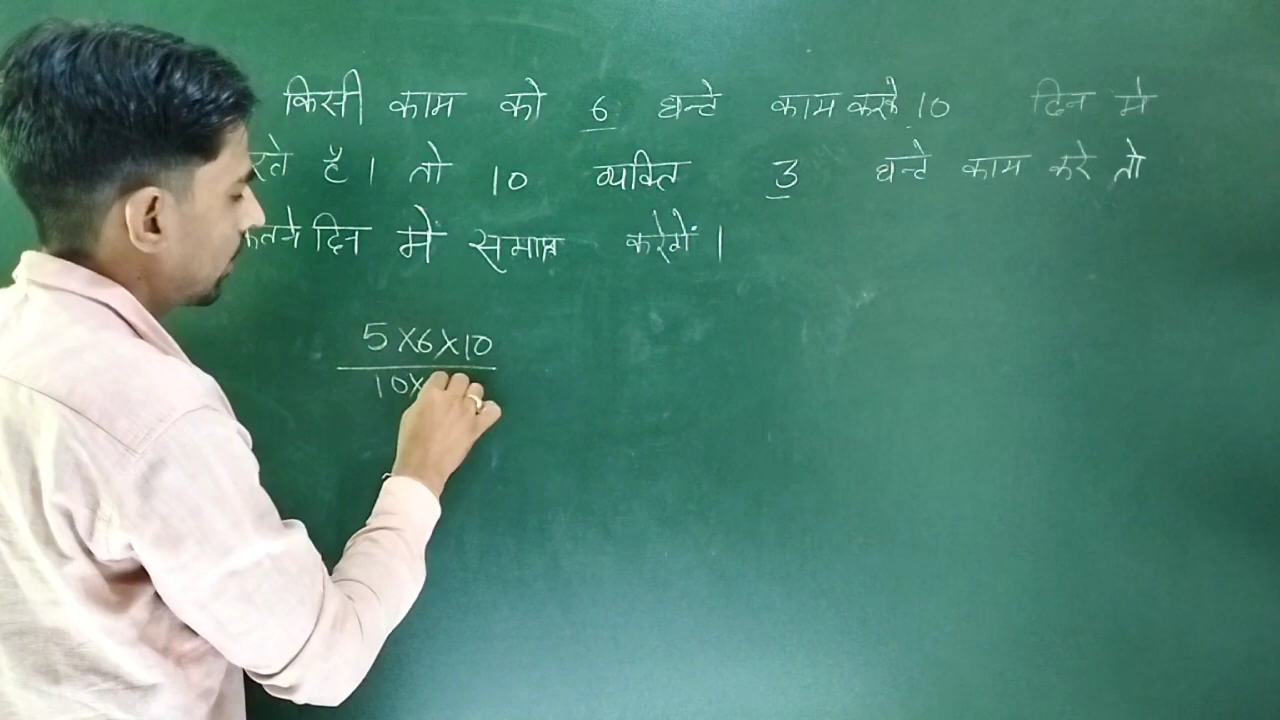 किसी काम को 6 घन्टे काम करके 10 दिन मे
रते है। तो 10 व्यक्ति 3 घन्टे काम करे तो
कितने दिन में समाप्त करेगों।
5×6×10
10×